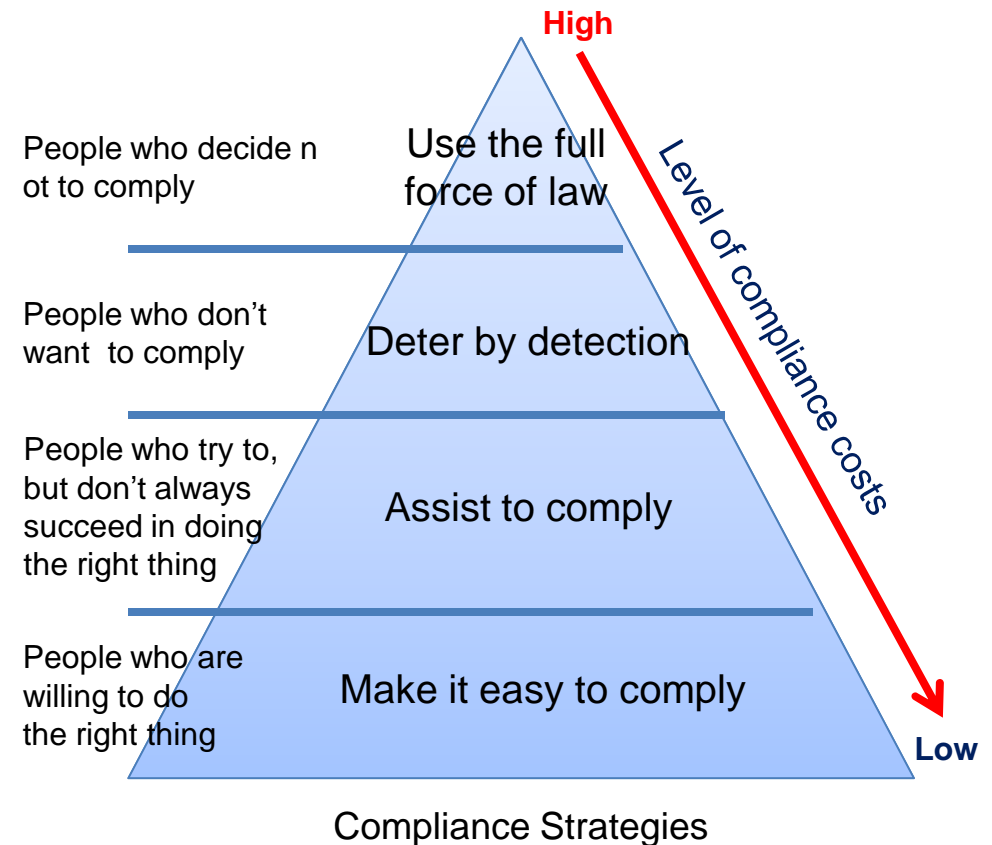 High
People who decide n
ot to comply
Use the full
force of law
Level of compliance costs
People who don’t
want  to comply
Deter by detection
People who try to,
but don’t always
succeed in doing
the right thing
Assist to comply
People who are
willing to do
the right thing
Make it easy to comply
Low
Compliance Strategies